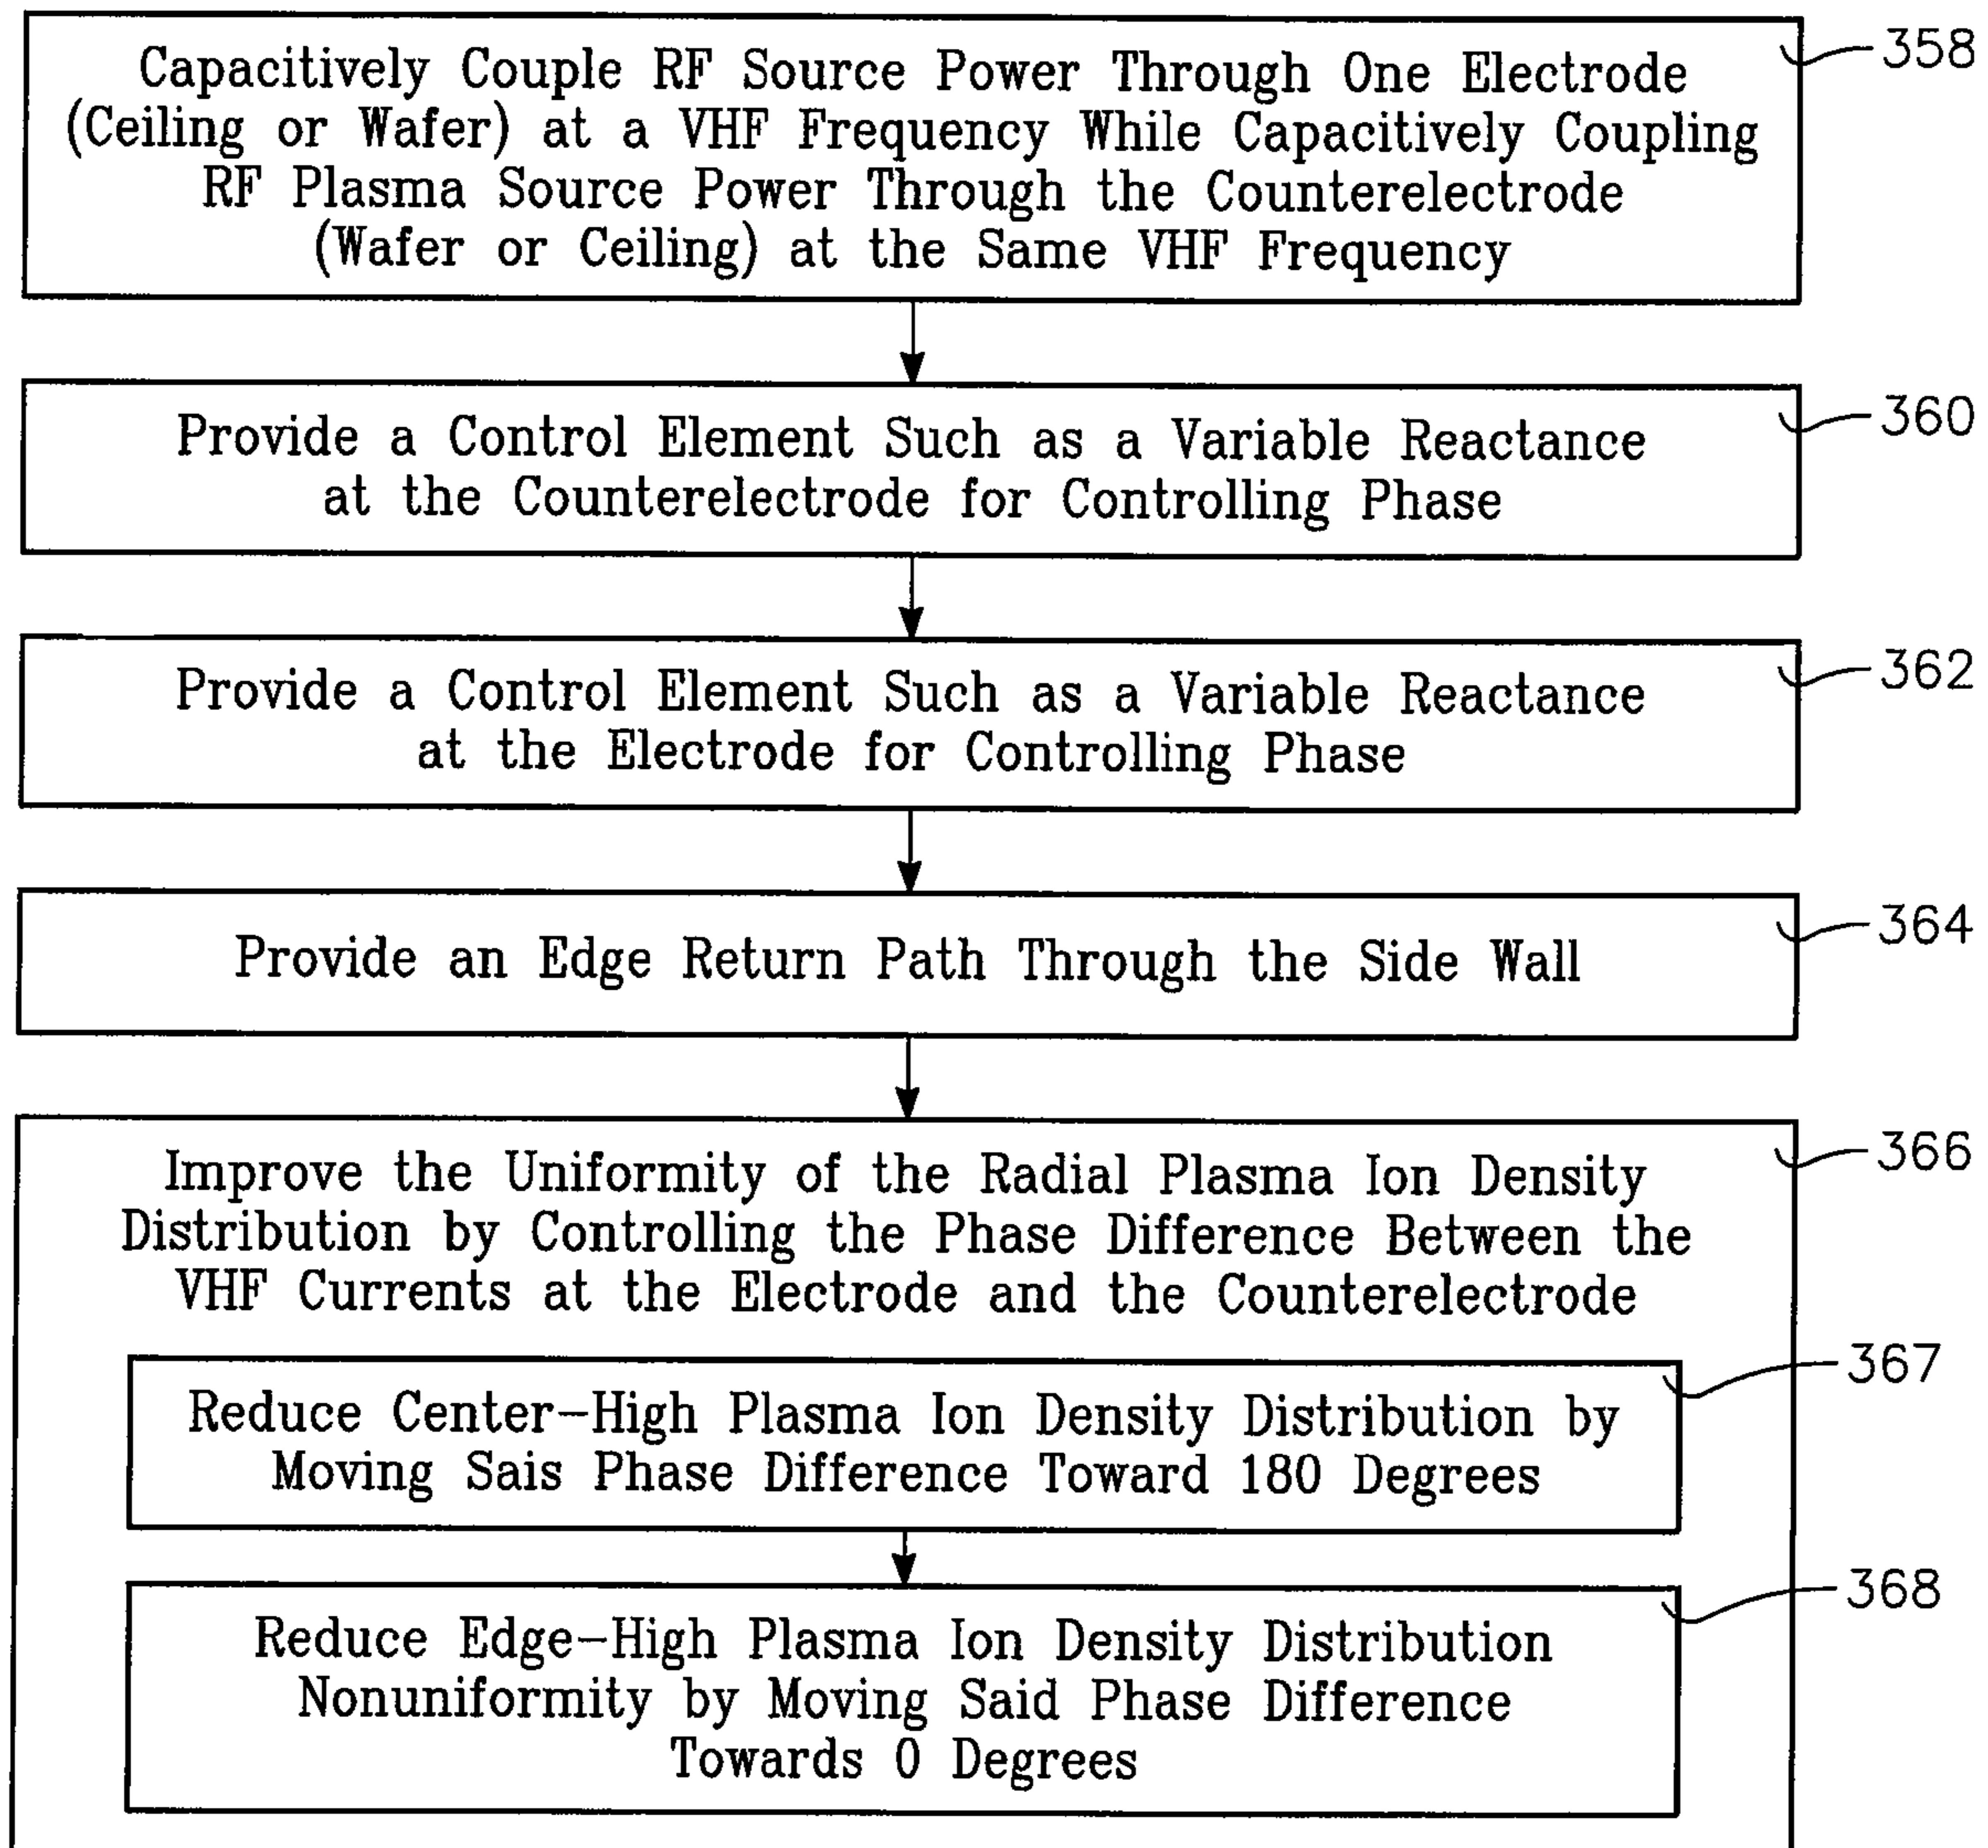 Capacitively Couple RF Source Power Through One Electrode
(Ceiling or Wafer) at a VHF Frequency While Capacitively Coupling
RF Plasma Source Power Through the Counterelectrode
(Wafer or Ceiling) at the Same VHF Frequency
358
Provide a Control Element Such as a Variable Reactance
at the Counterelectrode for Controlling Phase
360
Provide a Control Element Such as a Variable Reactance
at the Electrode for Controlling Phase
362
Provide an Edge Return Path Through the Side Wall
364
Improve the Uniformity of the Radial Plasma Ion Density
Distribution by Controlling the Phase Difference Between the
VHF Currents at the Electrode and the Counterelectrode
366
Reduce Center-High Plasma Ion Density Distribution by
Moving Sais Phase Difference Toward 180 Degrees
367
Reduce Edge-High Plasma Ion Density Distribution
Nonuniformity by Moving Said Phase Difference
Towards 0 Degrees
368